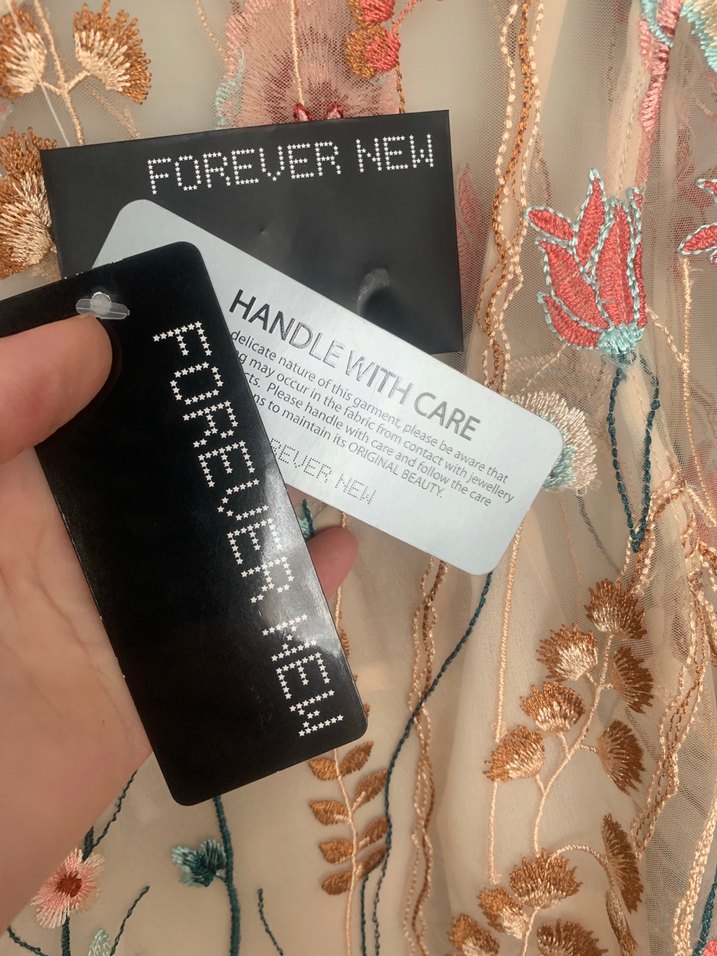 FOREVER NEW
HANDLE WITH CARE
delicate nature of this garment, please be aware that
may occur in the fabric from contact with jewellery
Please handle with care and follow the care
to maintain its ORIGINAL BEAUTY.
NEW
FOREVER NEW